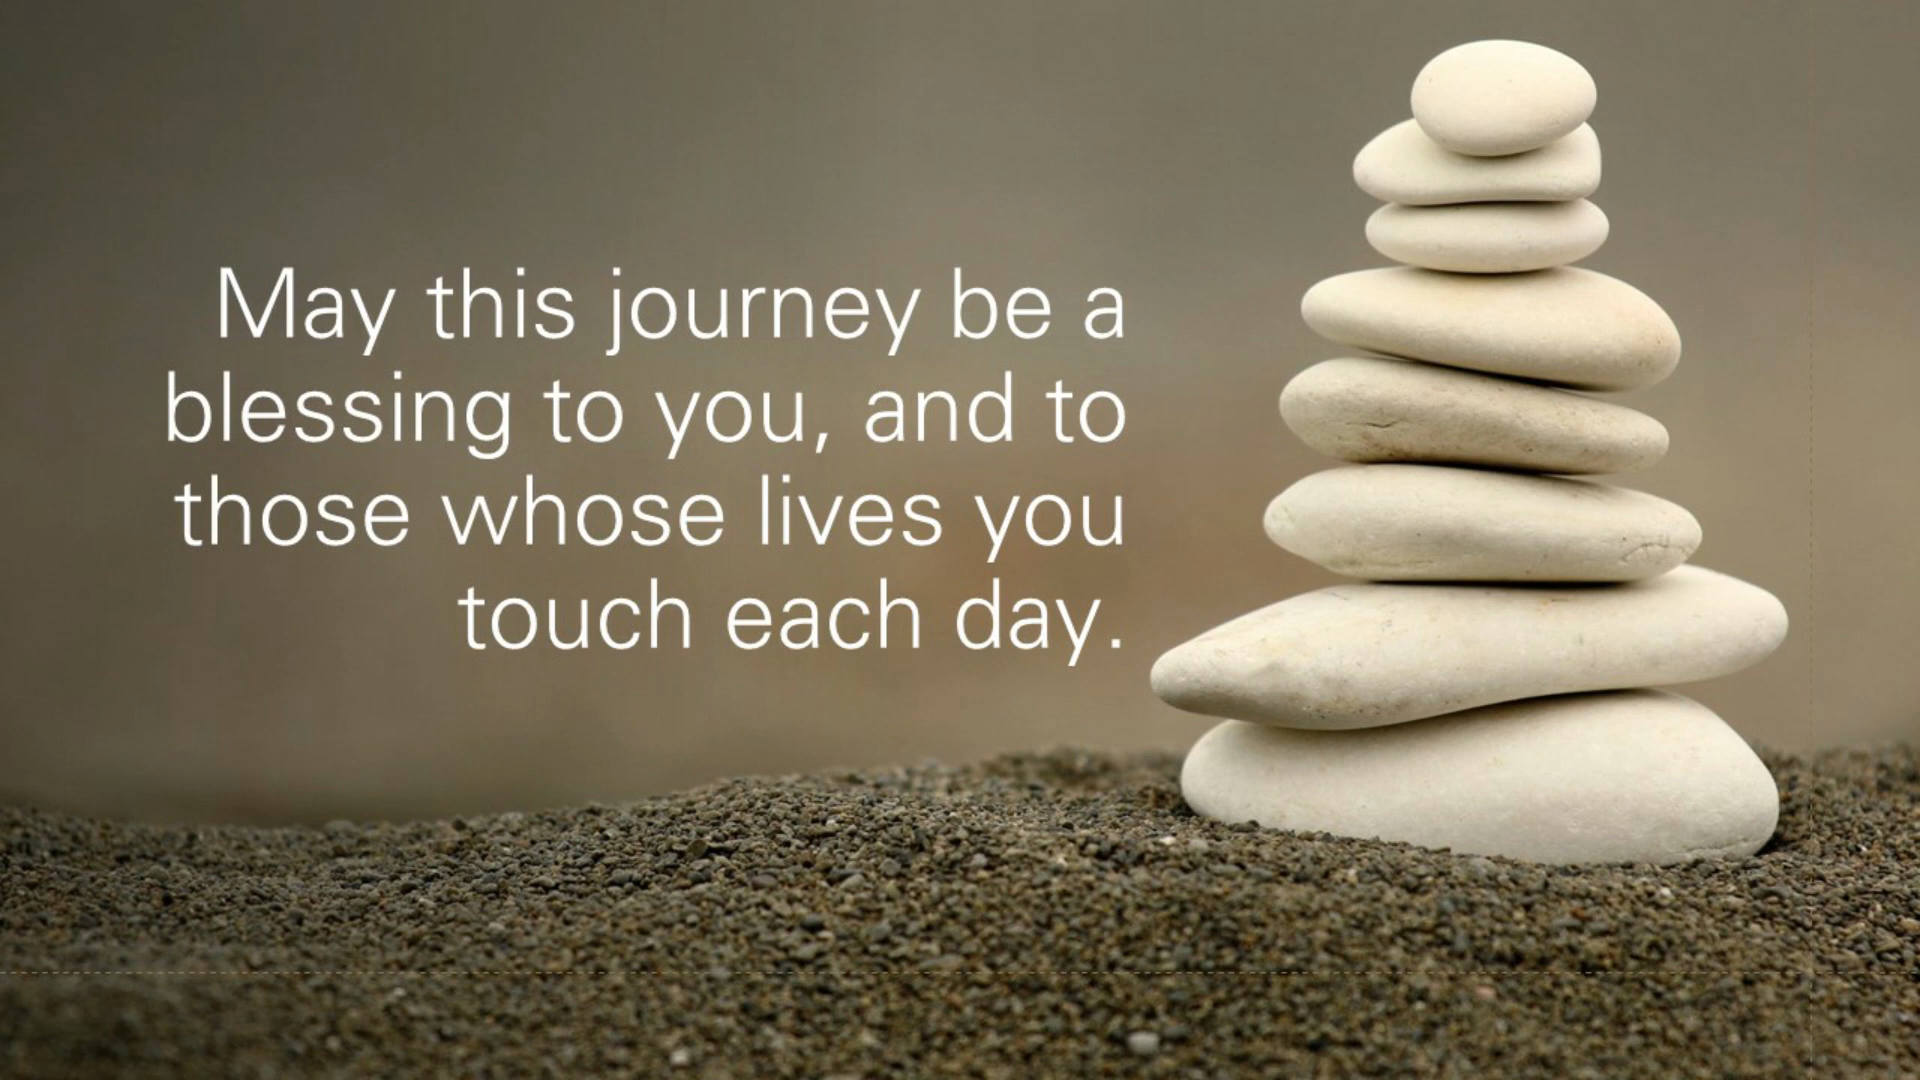 May this journey be a
blessing to you, and to
those whose lives you
touch each day.